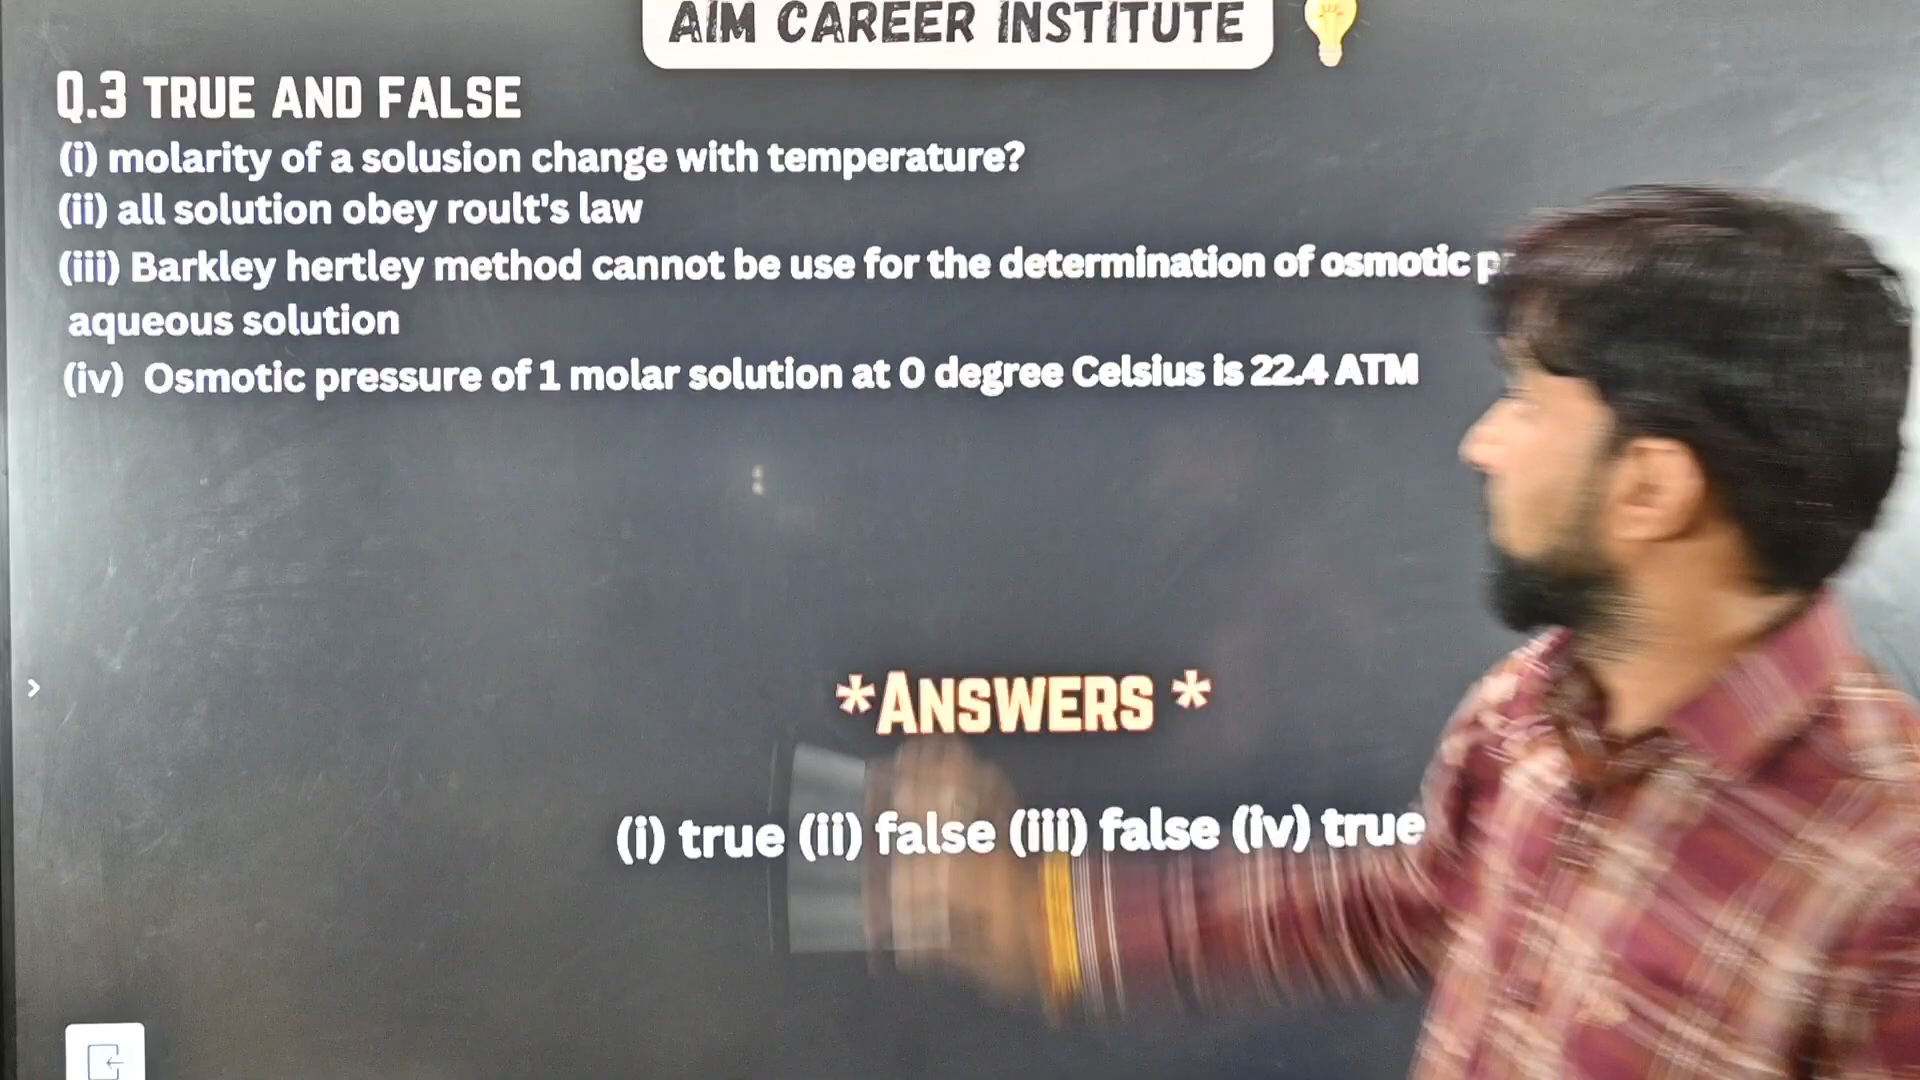 AIM CAREER INSTITUTE
Q.3 TRUE AND FALSE
(i) molarity of a solusion change with temperature?
(ii) all solution obey roult's law
(iii) Barkley hertley method cannot be use for the determination of osmotic
aqueous solution
(iv) Osmotic pressure of 1 molar solution at 0 degree Celsius is 22.4 ATM
*ANSWERS *
(i) true (ii) false (iii) false (iv) true